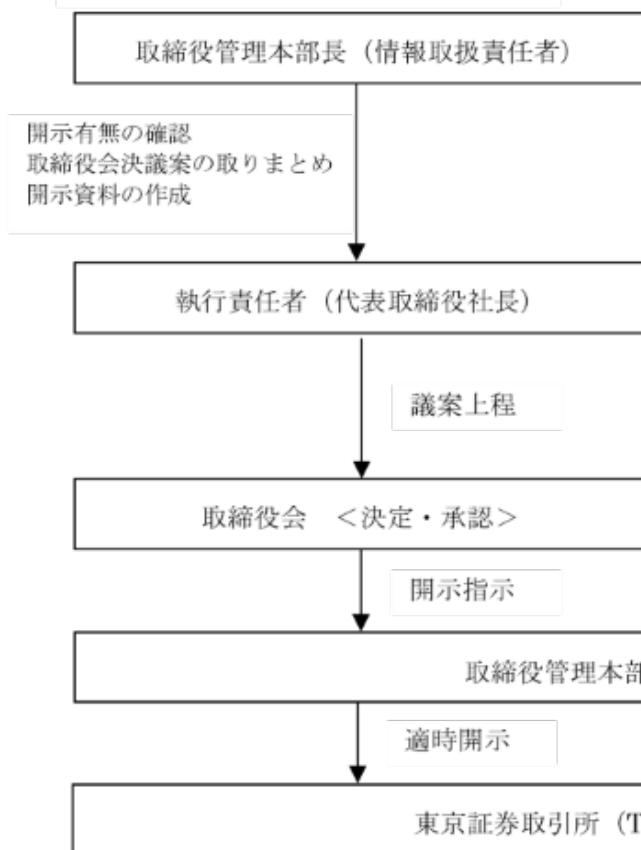 取締役管理本部長（情報取扱責任者）
開示有無の確認
取締役会決議案の取りまとめ
開示資料の作成
執行責任者（代表取締役社長）
議案上程
取締役会　＜決定・承認＞
開示指示
取締役管理本部
適時開示
東京証券取引所（T